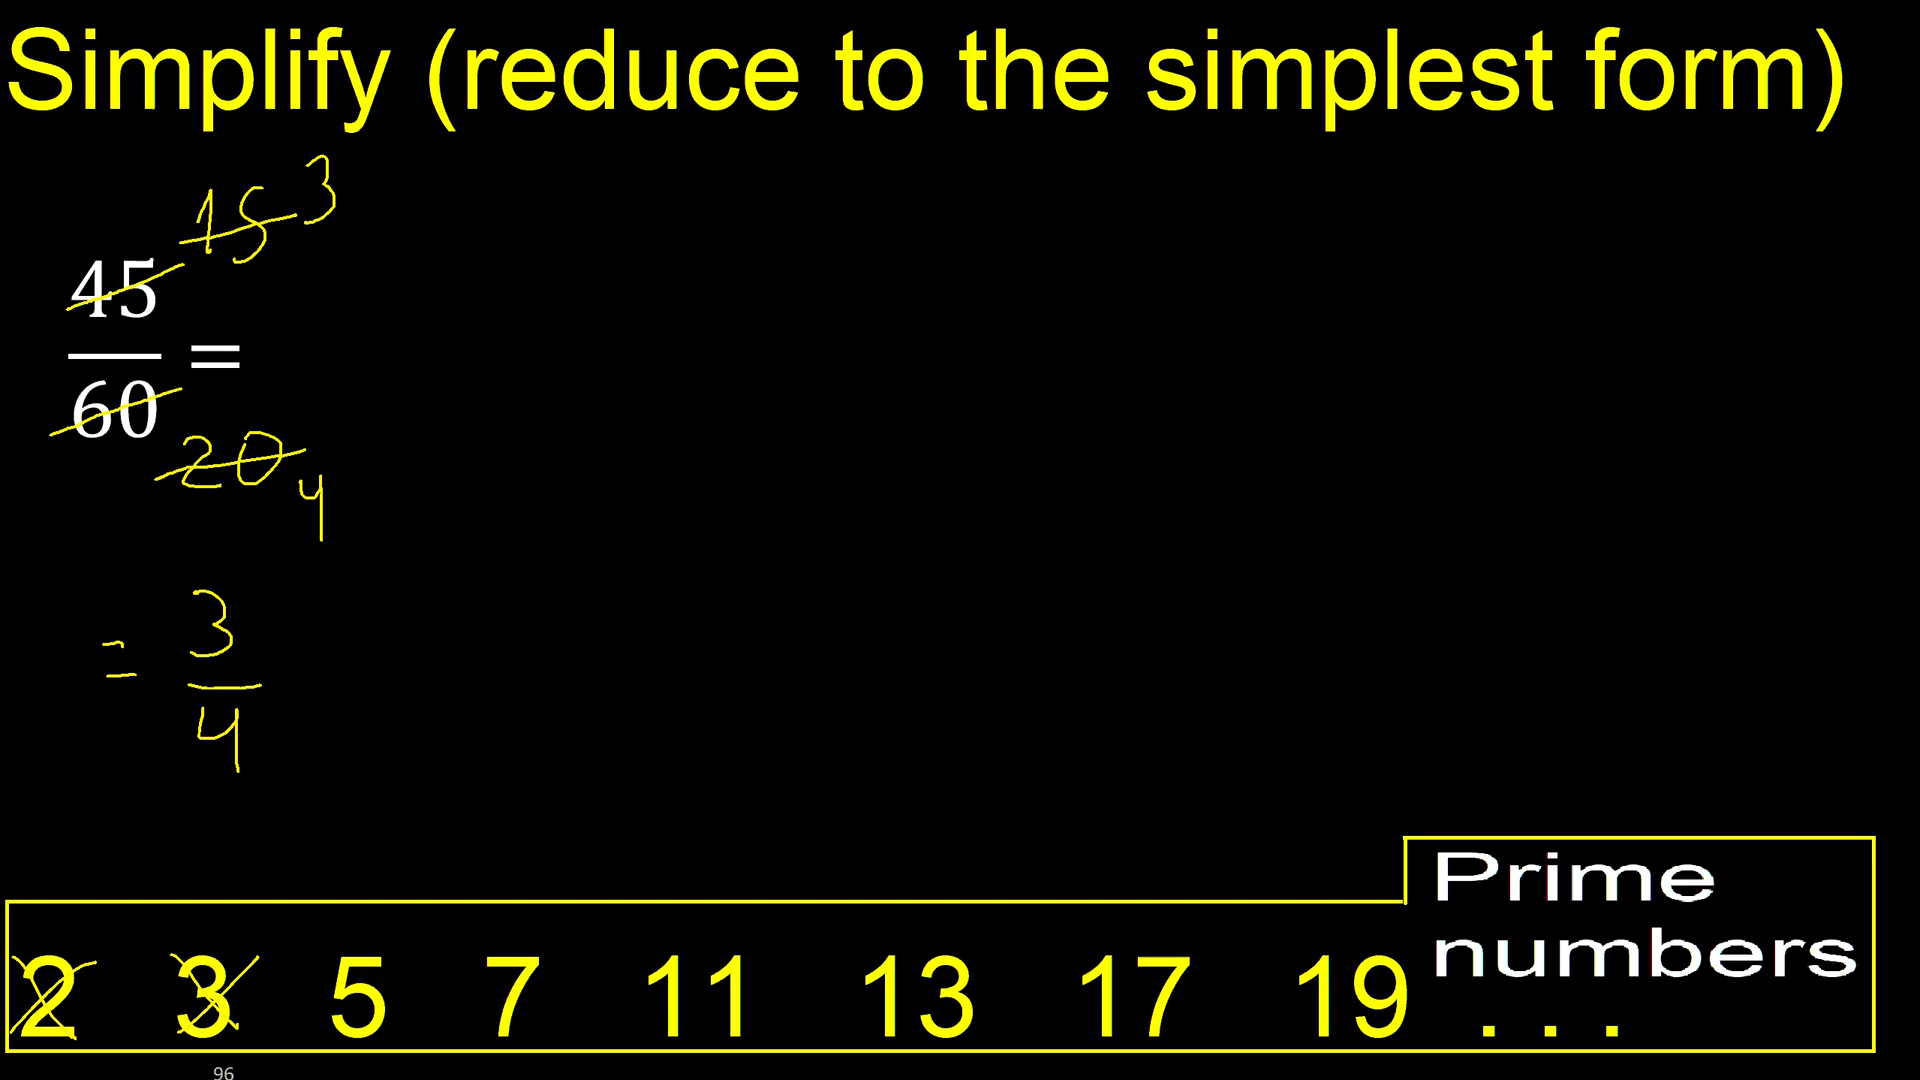 Simplify (reduce to the simplest form)
15 3
45
=
60
20 4
= 3
4
Prime
numbers
2 3 5 7 11 13 17 19 . . .
96